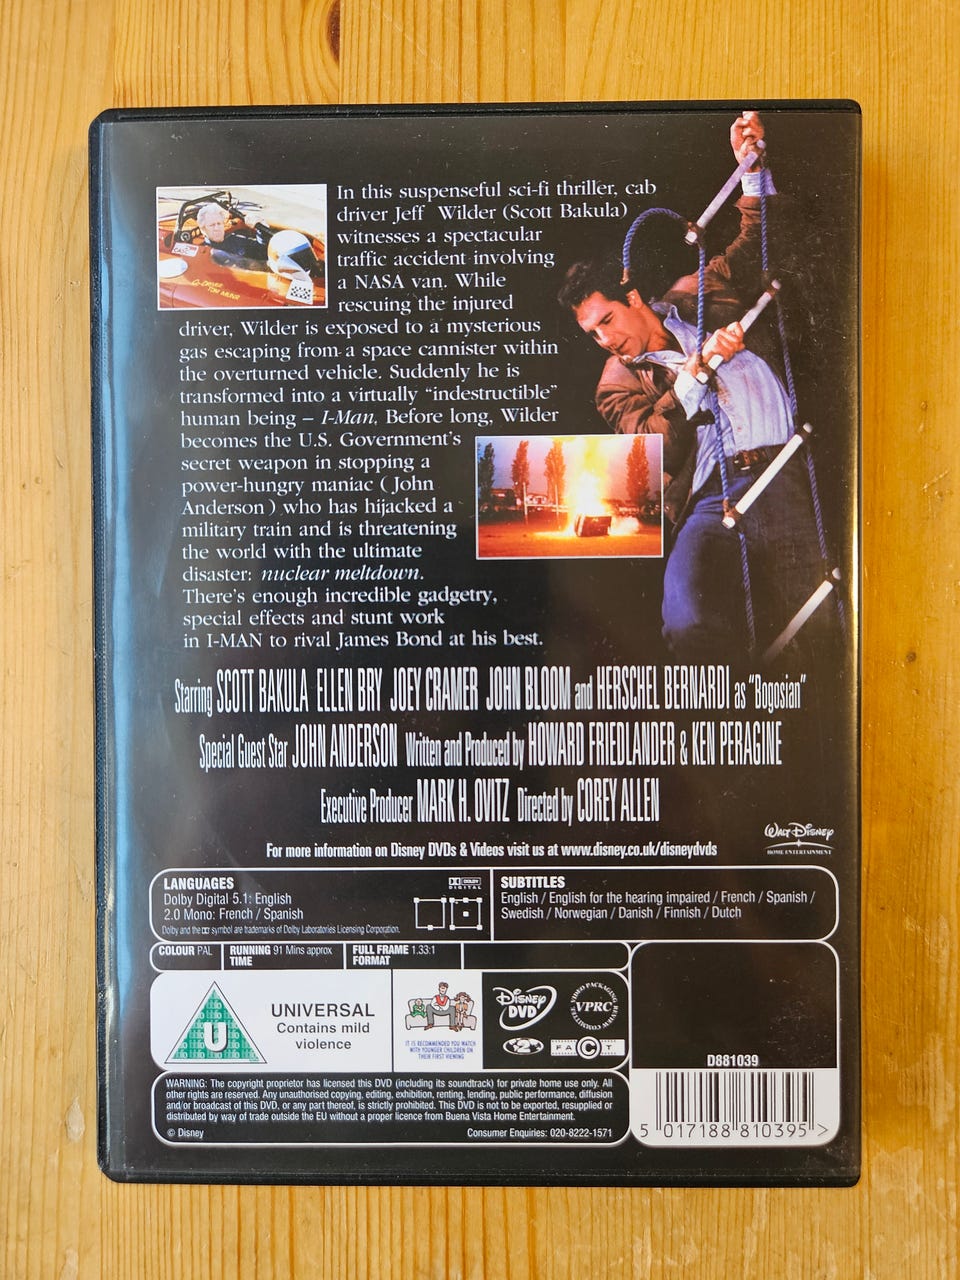 In this suspenseful sci-fi thriller, cab
driver Jeff Wilder (Scott Bakula)
witnesses a spectacular
traffic accident involving
a NASA van. While
rescuing the injured
driver, Wilder is exposed to a mysterious
gas escaping from a space cannister within
the overturned vehicle. Suddenly he is
transformed into a virtually “indestructible”
human being – I-Man. Before long, Wilder
becomes the U.S. Government's
secret weapon in stopping a
power-hungry maniac ( John
Anderson ) who has hijacked a
military train and is threatening
the world with the ultimate
disaster: nuclear meltdown.
There's enough incredible gadgetry,
special effects and stunt work
in I-MAN to rival James Bond at his best.
Starring SCOTT BAKULA ELLEN BRY JOEY CRAMER JOHN BLOOM and HERSCHEL BERNARDI as “Bogosian”
Special Guest Star JOHN ANDERSON Written and Produced by HOWARD FRIEDLANDER & KEN PERAGINE
Executive Producer MARK H. OVITZ Directed by COREY ALLEN
For more information on Disney DVDs & Videos visit us at www.disney.co.uk/disneydvds
WALT DISNEY
HOME ENTERTAINMENT
LANGUAGES
Dolby Digital 5.1: English
2.0 Mono: French / Spanish
Dolby and the DD symbol are trademarks of Dolby Laboratories Licensing Corporation.
DOLBY
DIGITAL
SUBTITLES
English / English for the hearing impaired / French / Spanish /
Swedish / Norwegian / Danish / Finnish / Dutch
COLOUR PAL
RUNNING TIME 91 Mins approx
FULL FRAME FORMAT 1.33:1
U
UNIVERSAL
Contains mild
violence
IT IS RECOMMENDED YOU WATCH
WITH YOUNGER CHILDREN ON
THEIR FIRST VIEWING
Disney
DVD
VIDEO PACKAGING REVIEW COMMITTEE
VPRC
2
FACT
D881039
WARNING: The copyright proprietor has licensed this DVD (including its soundtrack) for private home use only. All
other rights are reserved. Any unauthorised copying, editing, exhibition, renting, lending, public performance, diffusion
and/or broadcast of this DVD, or any part thereof, is strictly prohibited. This DVD is not to be exported, resupplied or
distributed by way of trade outside the EU without a proper licence from Buena Vista Home Entertainment.
© Disney
Consumer Enquiries: 020-8222-1571
5 017188 810395 >